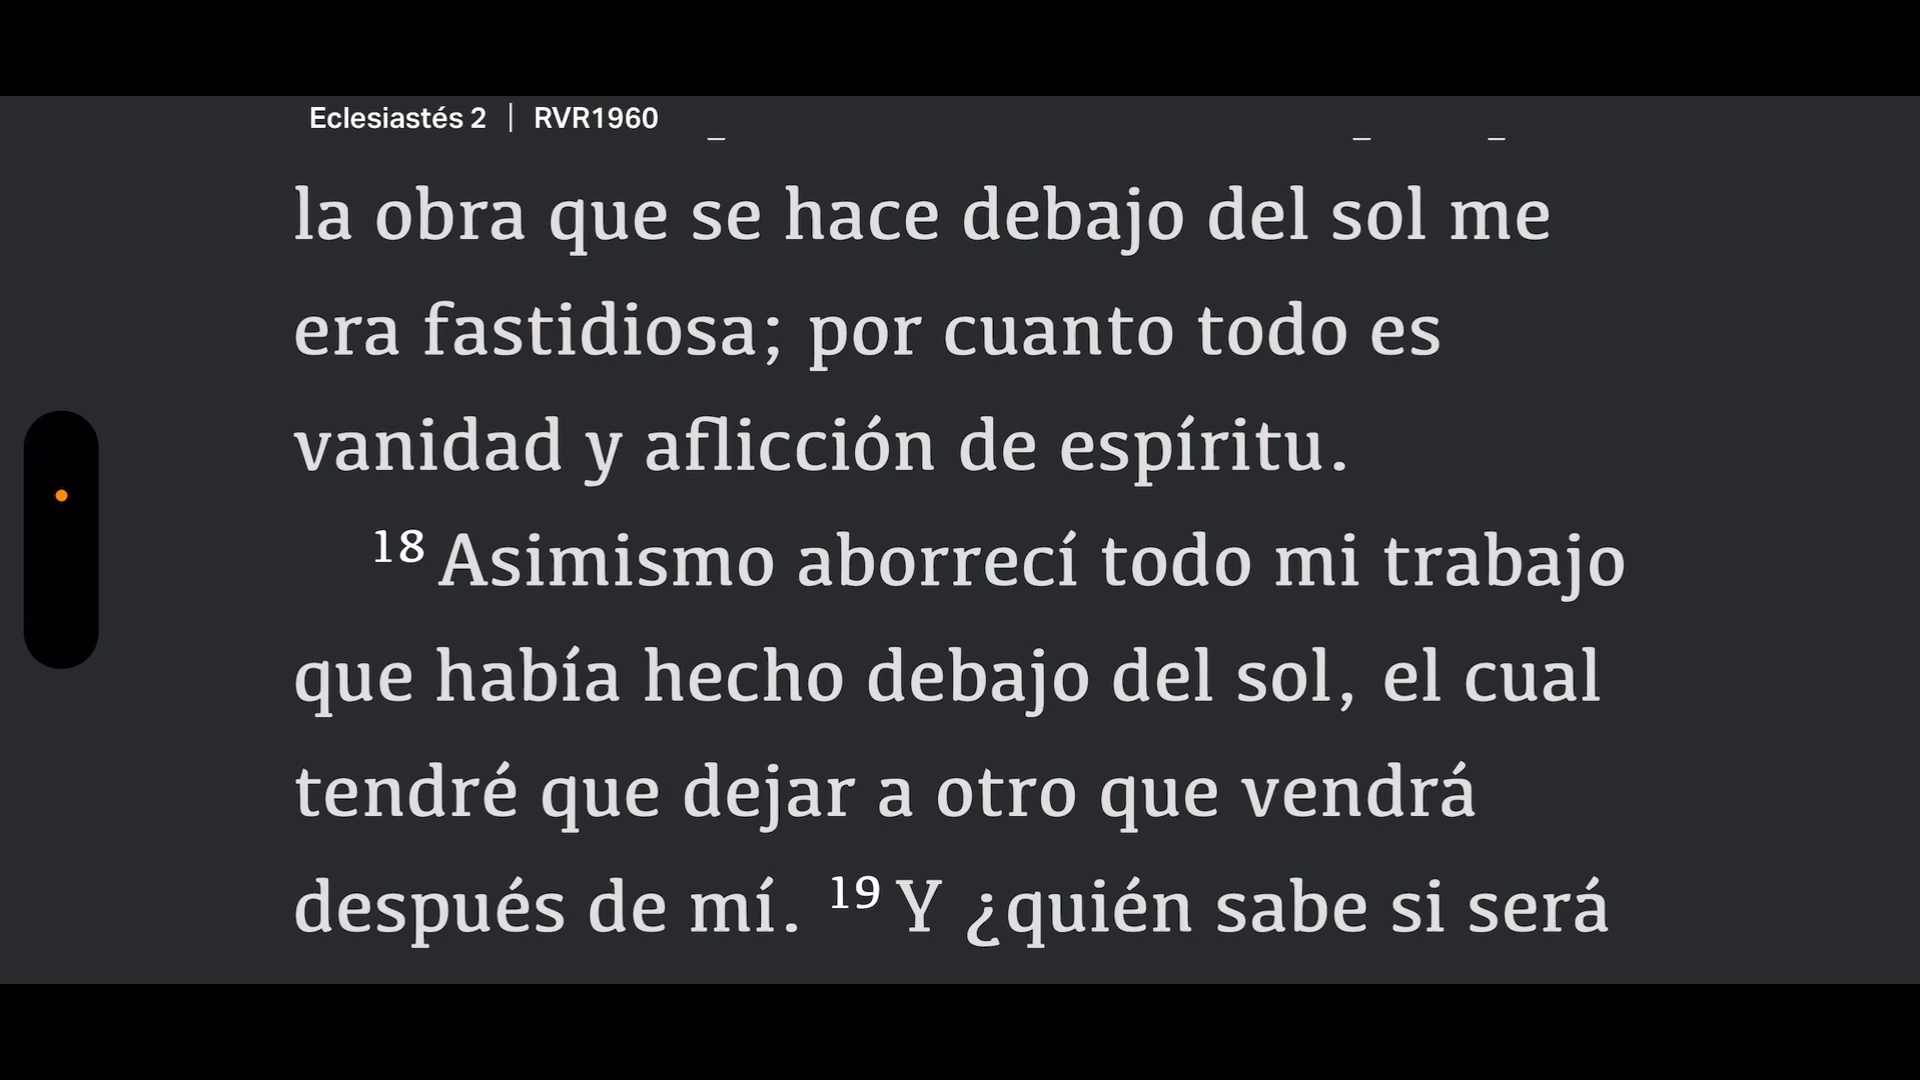 Eclesiastés 2 | RVR1960
la obra que se hace debajo del sol me
era fastidiosa; por cuanto todo es
vanidad y aflicción de espíritu.
18 Asimismo aborrecí todo mi trabajo
que había hecho debajo del sol, el cual
tendré que dejar a otro que vendrá
después de mí. 19 Y ¿quién sabe si será